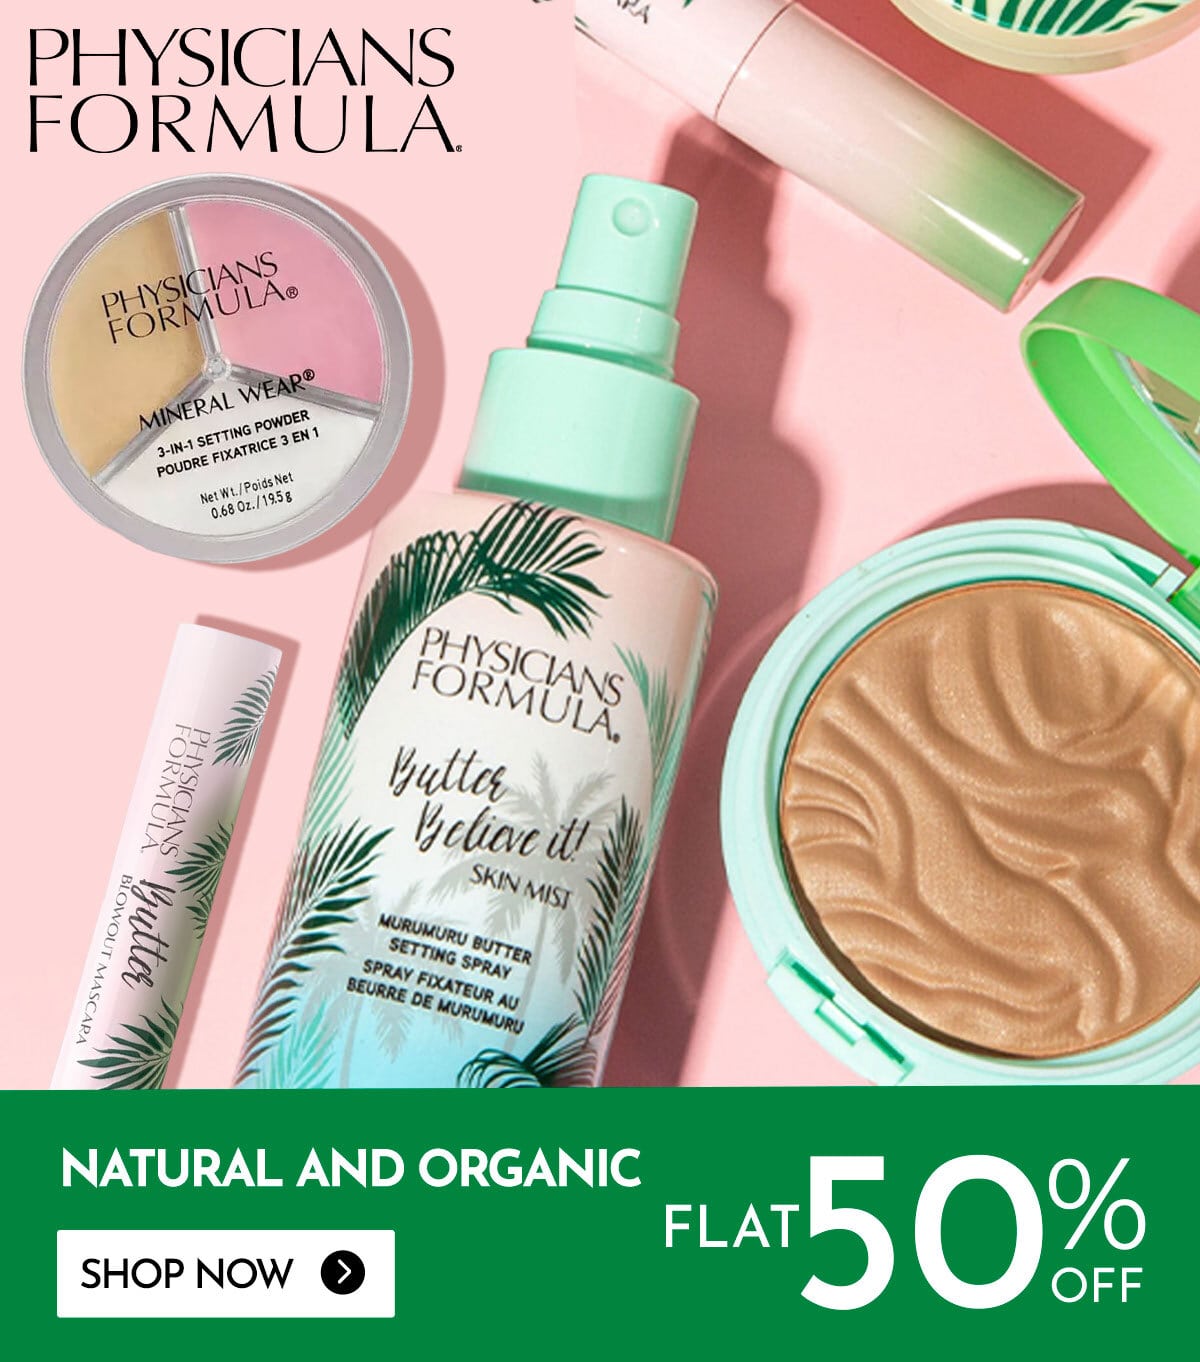 PHYSICIANS
FORMULA®
PHYSICIANS
FORMULA®
MINERAL WEAR®
3-IN-1 SETTING POWDER
POUDRE FIXATRICE 3 EN 1
Net Wt./Poids Net
0.68 Oz./19.5 g
PHYSICIANS
FORMULA®
Butter
Believe it!
SKIN MIST
MURUMURU BUTTER
SETTING SPRAY
SPRAY FIXATEUR AU
BEURRE DE MURUMURU
PHYSICIANS
FORMULA
Butter
BLOWOUT MASCARA
NATURAL AND ORGANIC
SHOP NOW
FLAT 50% OFF